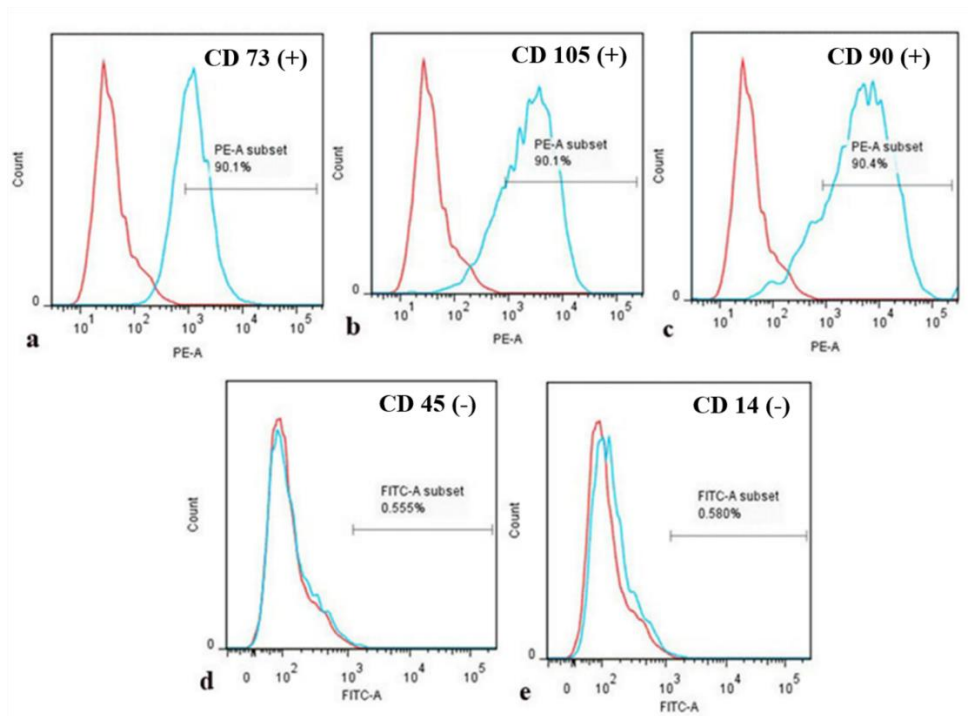 CD 73 (+)
PE-A subset
90.1%
Count
0
10^1 10^2 10^3 10^4 10^5
PE-A
a
CD 105 (+)
PE-A subset
90.1%
Count
0
10^1 10^2 10^3 10^4 10^5
PE-A
b
CD 90 (+)
PE-A subset
90.4%
Count
0
10^1 10^2 10^3 10^4 10^5
PE-A
c
CD 45 (-)
FITC-A subset
0.555%
Count
0
0 10^2 10^3 10^4 10^5
FITC-A
d
CD 14 (-)
FITC-A subset
0.580%
Count
0
0 10^2 10^3 10^4 10^5
FITC-A
e